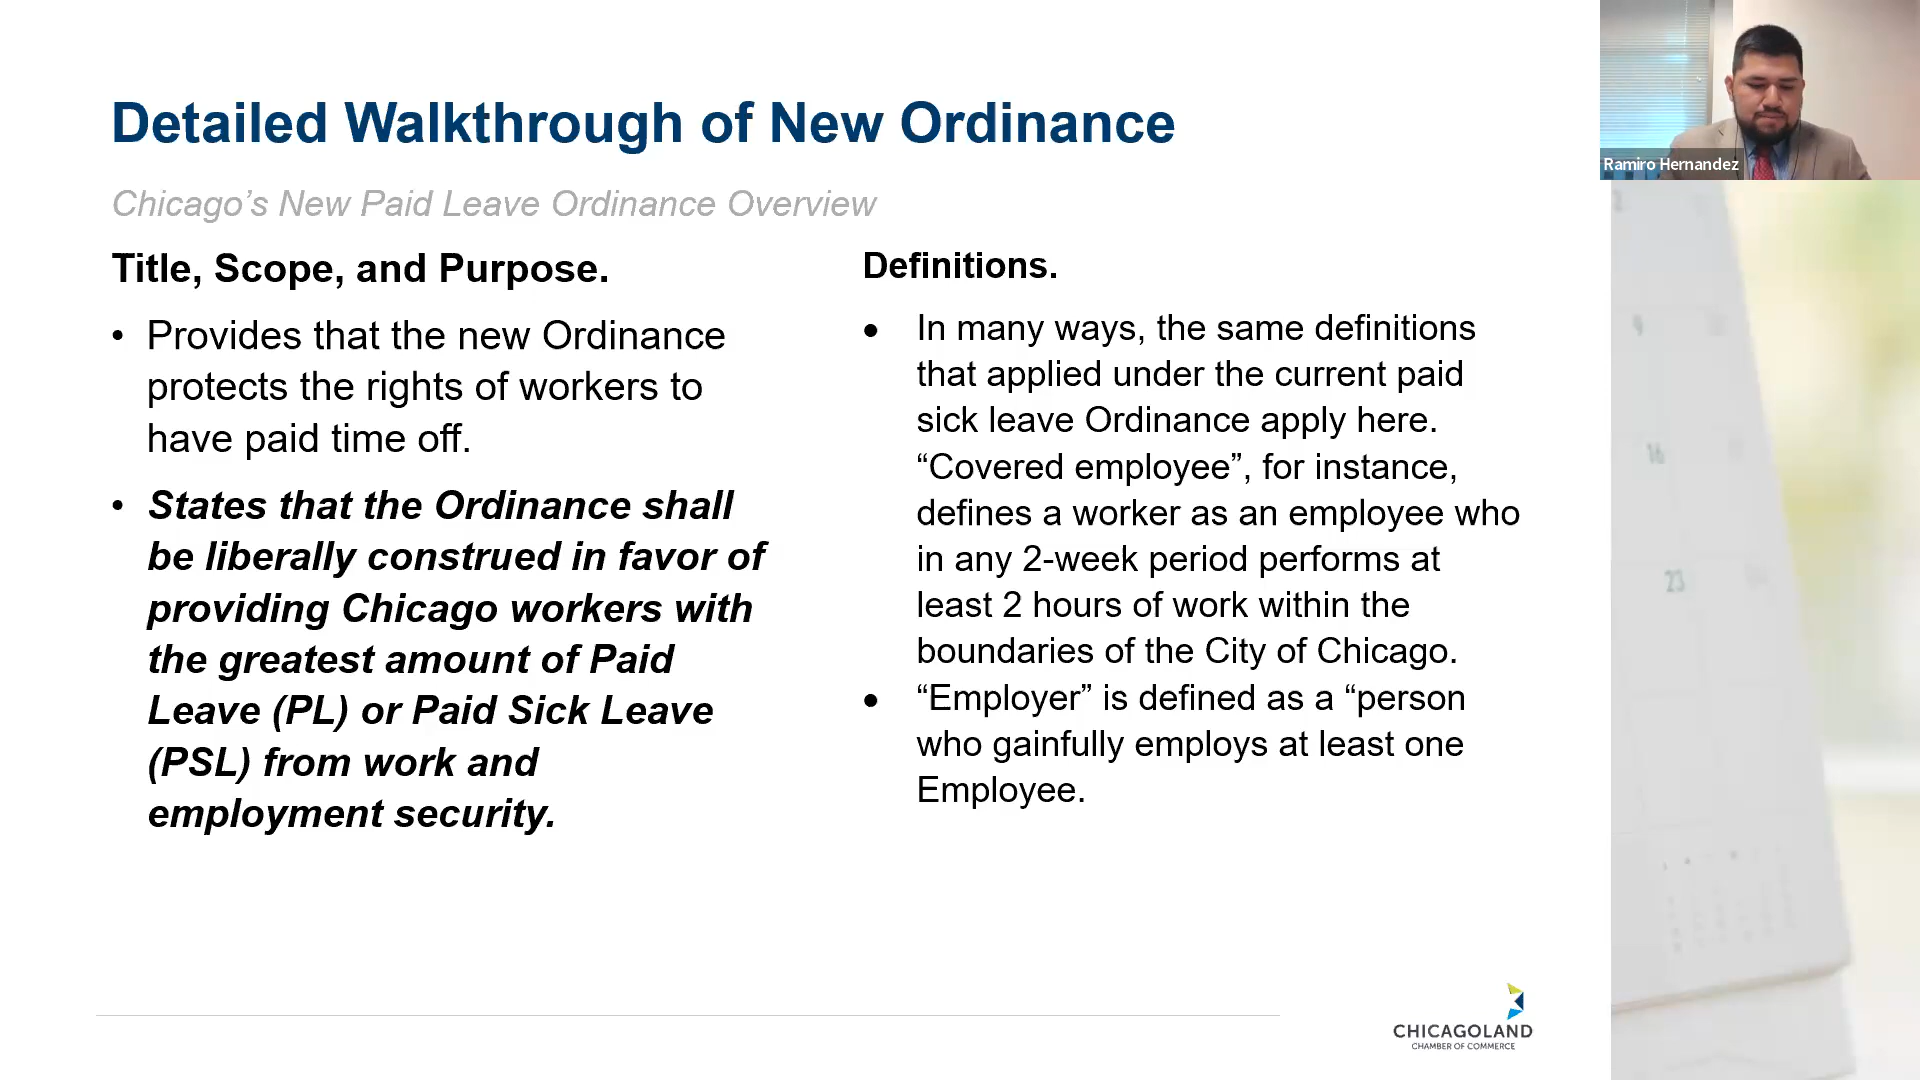 Detailed Walkthrough of New Ordinance
Chicago’s New Paid Leave Ordinance Overview
Title, Scope, and Purpose.
• Provides that the new Ordinance
protects the rights of workers to
have paid time off.
• States that the Ordinance shall
be liberally construed in favor of
providing Chicago workers with
the greatest amount of Paid
Leave (PL) or Paid Sick Leave
(PSL) from work and
employment security.
Definitions.
• In many ways, the same definitions
that applied under the current paid
sick leave Ordinance apply here.
“Covered employee”, for instance,
defines a worker as an employee who
in any 2-week period performs at
least 2 hours of work within the
boundaries of the City of Chicago.
• “Employer” is defined as a “person
who gainfully employs at least one
Employee.
Ramiro Hernandez
9
16
23
CHICAGOLAND
CHAMBER OF COMMERCE